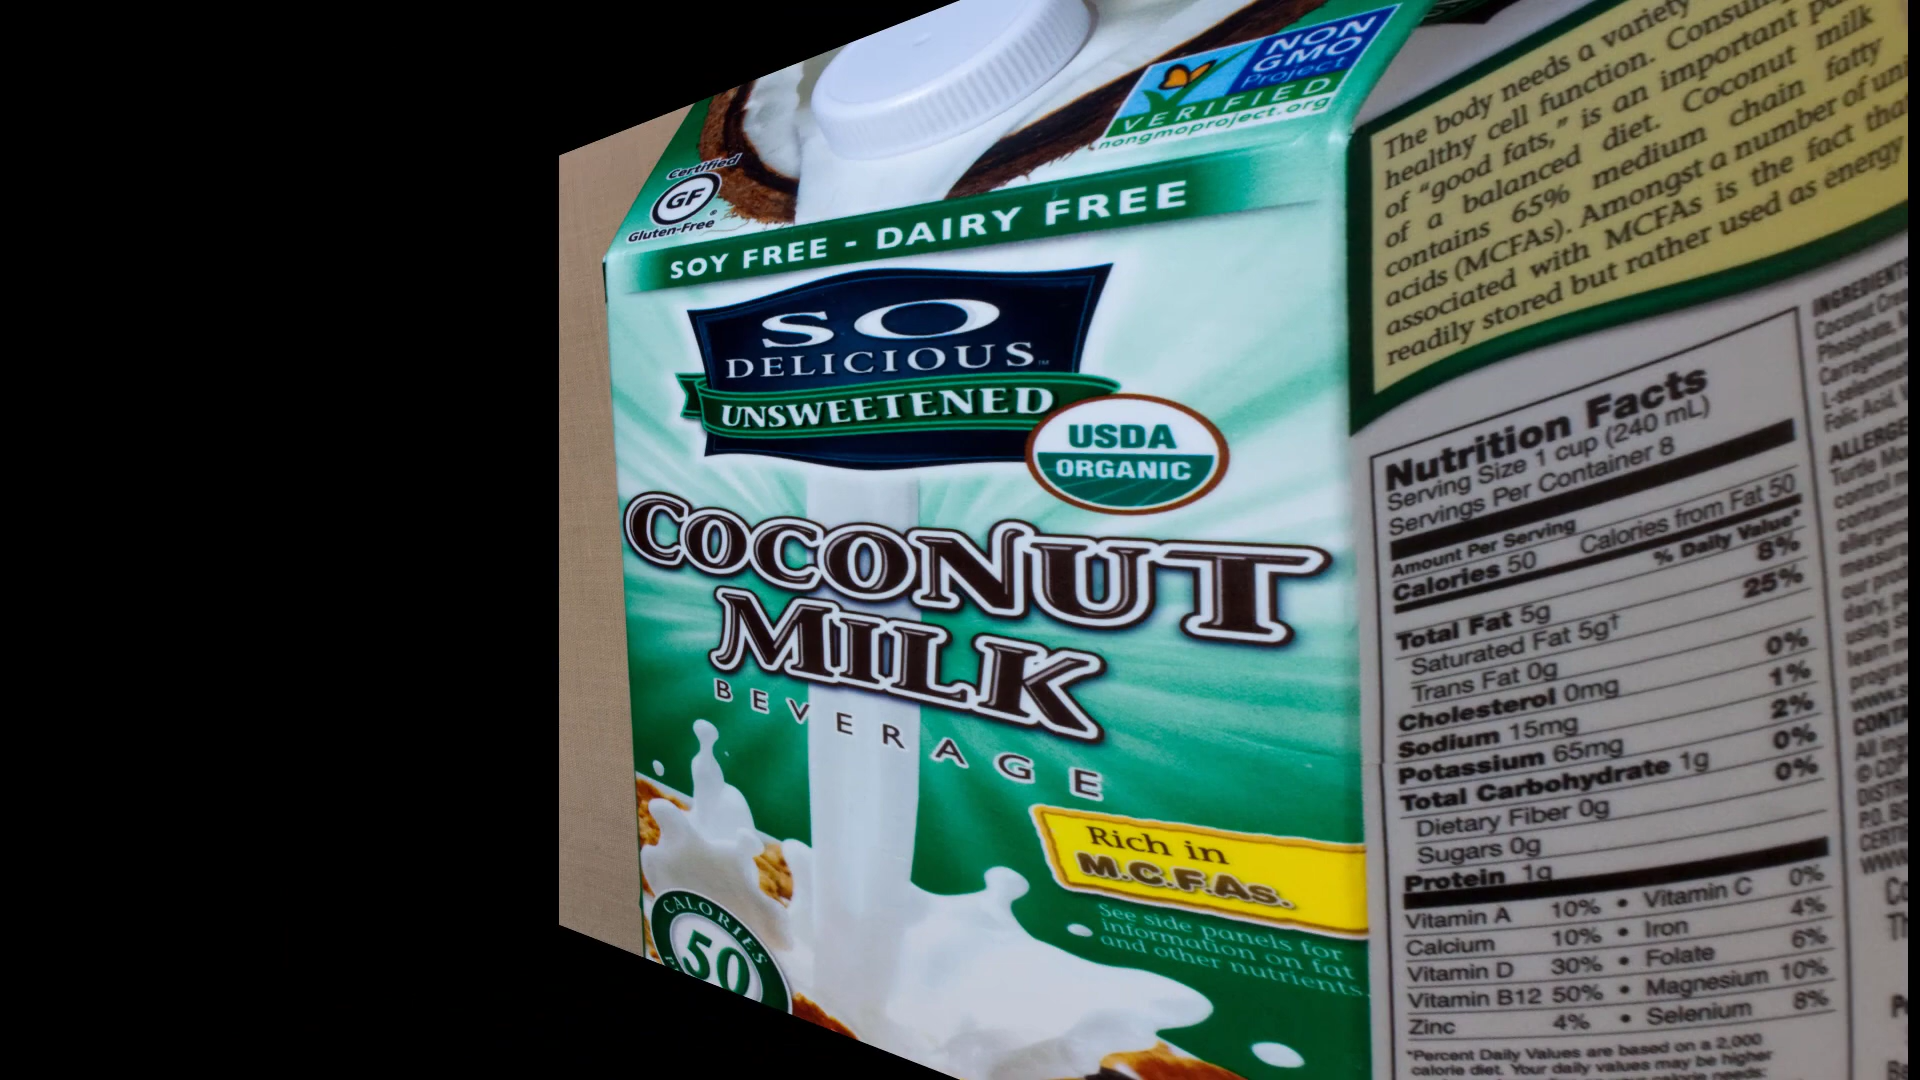 NON
GMO
Project
VERIFIED
nongmoproject.org
Certified
GF
Gluten-Free
SOY FREE - DAIRY FREE
SO
DELICIOUS™
UNSWEETENED
USDA
ORGANIC
COCONUT
MILK
BEVERAGE
Rich in
M.C.F.As.
See side panels for
information on fat
and other nutrients.
CALORIES
50
The body needs a variety
healthy cell function.
of "good fats," is an important
of a balanced diet. Coconut milk
contains 65% medium chain fatty
acids (MCFAs). Amongst a number of
associated with MCFAs is the fact that
readily stored but rather used as energy
Nutrition Facts
Serving Size 1 cup (240 mL)
Servings Per Container 8
Amount Per Serving
Calories 50 Calories from Fat 50
% Daily Value*
Total Fat 5g 8%
Saturated Fat 5g† 25%
Trans Fat 0g
Cholesterol 0mg 0%
Sodium 15mg 1%
Potassium 65mg 2%
Total Carbohydrate 1g 0%
Dietary Fiber 0g 0%
Sugars 0g
Protein 1g
Vitamin A 10% • Vitamin C 0%
Calcium 10% • Iron 4%
Vitamin D 30% • Folate 6%
Vitamin B12 50% • Magnesium 10%
Zinc 4% • Selenium 8%
*Percent Daily Values are based on a 2,000
calorie diet. Your daily values may be higher
Coconut
Phosphate,
Carrageenan
Folic Acid,